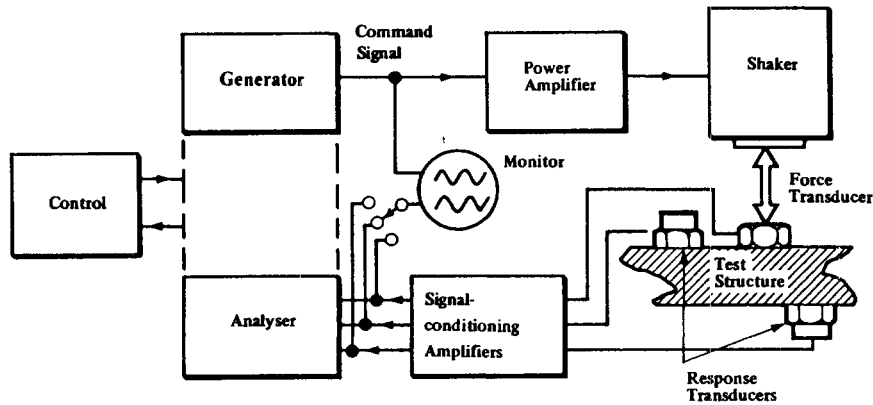 Command
Signal
Generator
Power
Amplifier
Shaker
Monitor
Control
Force
Transducer
Test
Structure
Analyser
Signal-
conditioning
Amplifiers
Response
Transducers